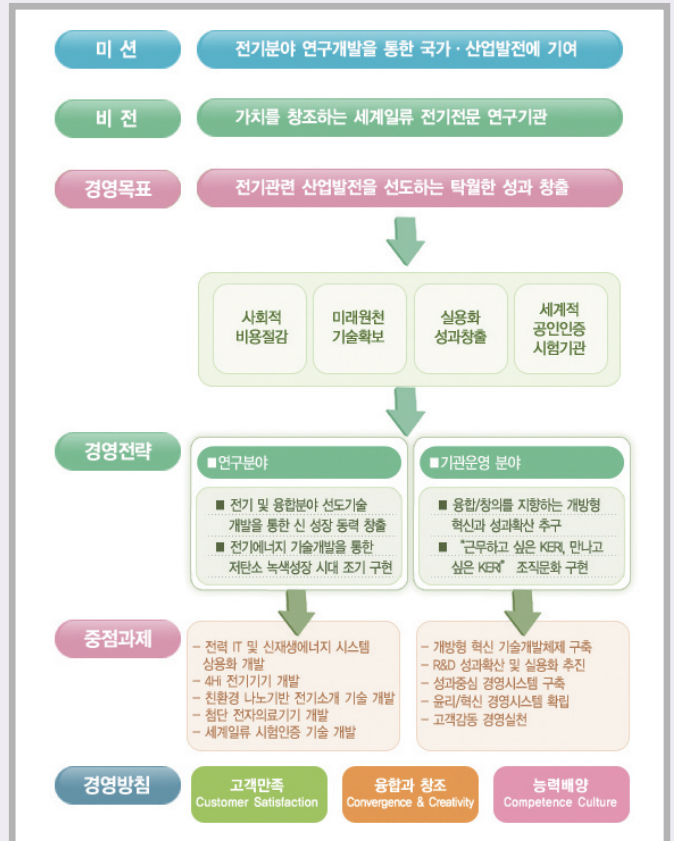 미 션
전기분야 연구개발을 통한 국가 · 산업발전에 기여
비 전
가치를 창조하는 세계일류 전기전문 연구기관
경영목표
전기관련 산업발전을 선도하는 탁월한 성과 창출
사회적
비용절감
미래원천
기술확보
실용화
성과창출
세계적
공인인증
시험기관
경영전략
■연구분야
■ 전기 및 융합분야 선도기술
개발을 통한 신 성장 동력 창출
■ 전기에너지 기술개발을 통한
저탄소 녹색성장 시대 조기 구현
■기관운영 분야
■ 융합/창의를 지향하는 개방형
혁신과 성과확산 추구
■ "근무하고 싶은 KERI, 만나고
싶은 KERI" 조직문화 구현
중점과제
- 전력 IT 및 신재생에너지 시스템
상용화 개발
- 4Hi 전기기기 개발
- 친환경 나노기반 전기소개 기술 개발
- 첨단 전자의료기기 개발
- 세계일류 시험인증 기술 개발
- 개방형 혁신 기술개발체제 구축
- R&D 성과확산 및 실용화 추진
- 성과중심 경영시스템 구축
- 윤리/혁신 경영시스템 확립
- 고객감동 경영실천
경영방침
고객만족
Customer Satisfaction
융합과 창조
Convergence & Creativity
능력배양
Competence Culture